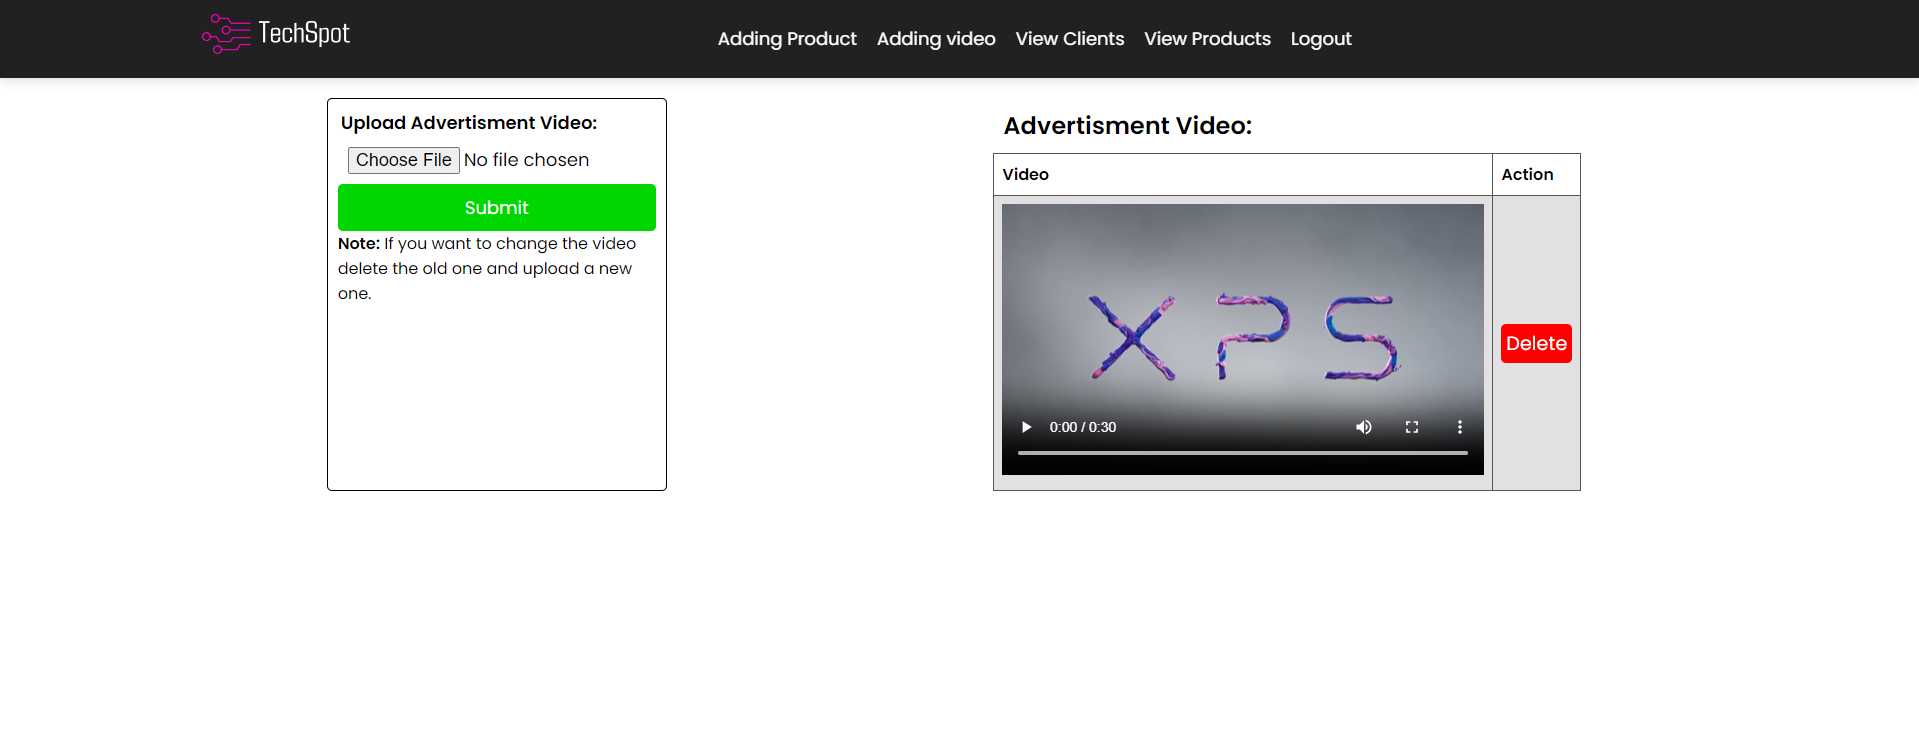 TechSpot
Adding Product Adding video View Clients View Products Logout
Upload Advertisment Video:
Choose File No file chosen
Submit
Note: If you want to change the video
delete the old one and upload a new
one.
Advertisment Video:
Video Action
XPS
0:00 / 0:30
Delete